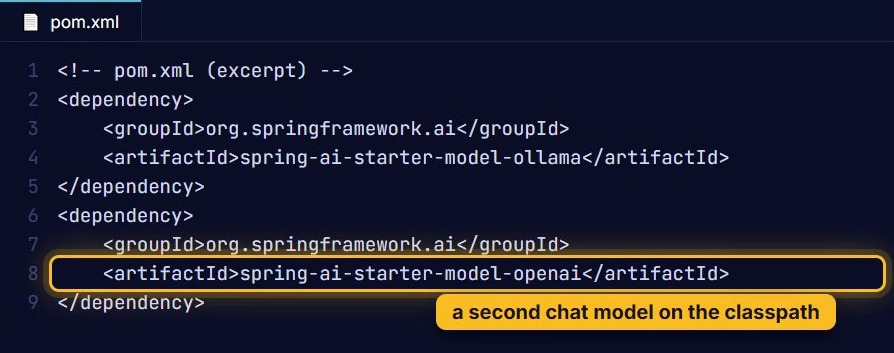 pom.xml
1 <!-- pom.xml (excerpt) -->
2 <dependency>
3     <groupId>org.springframework.ai</groupId>
4     <artifactId>spring-ai-starter-model-ollama</artifactId>
5 </dependency>
6 <dependency>
7     <groupId>org.springframework.ai</groupId>
8     <artifactId>spring-ai-starter-model-openai</artifactId>
9 </dependency>
a second chat model on the classpath